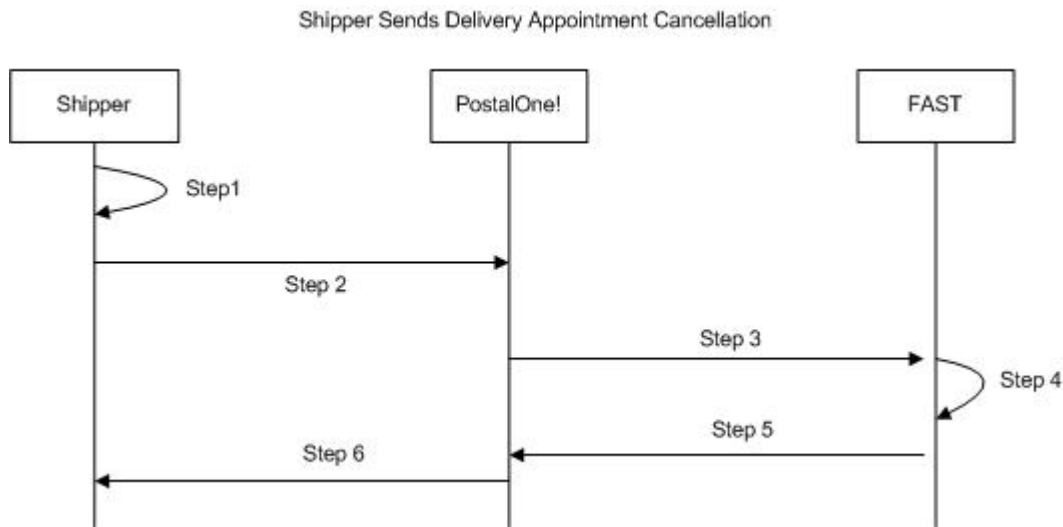 Shipper Sends Delivery Appointment Cancellation
Shipper
PostalOne!
FAST
Step1
Step 2
Step 3
Step 4
Step 5
Step 6